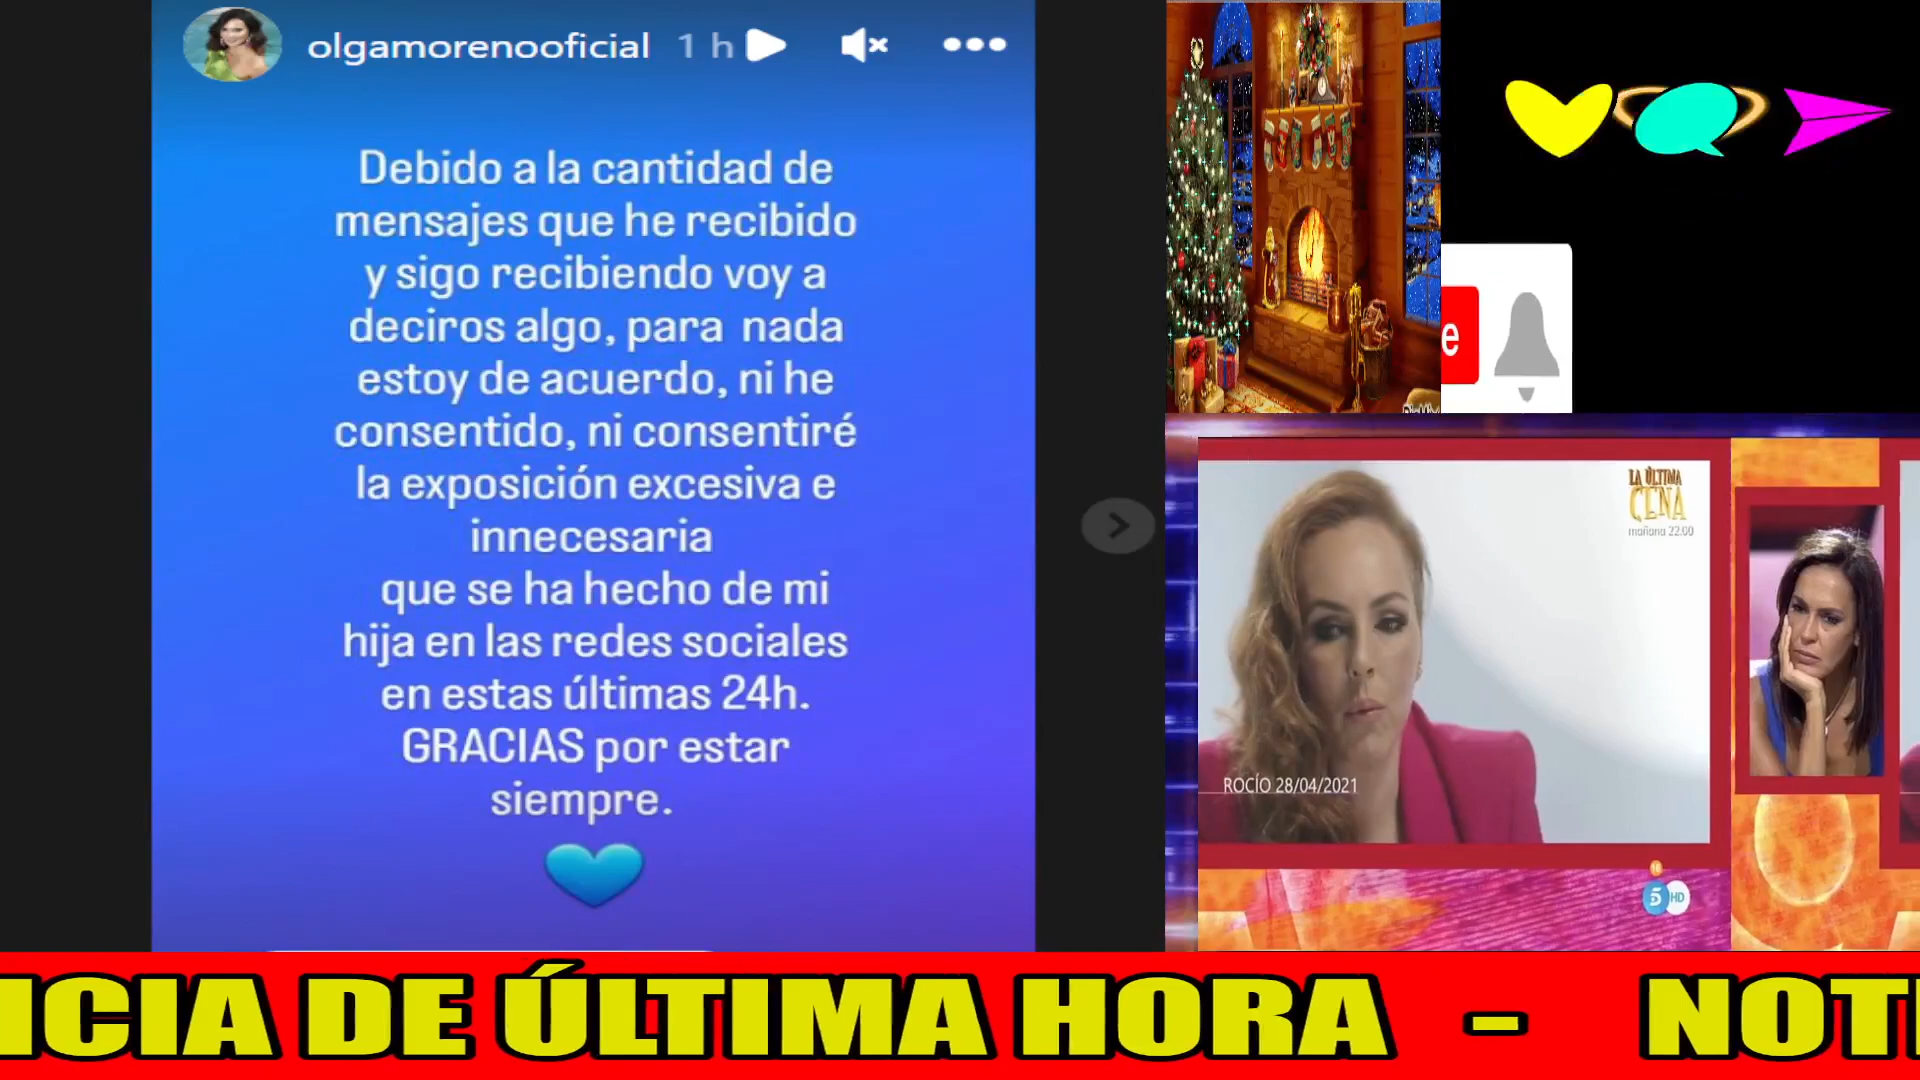 olgamorenooficial 1 h
Debido a la cantidad de
mensajes que he recibido
y sigo recibiendo voy a
deciros algo, para nada
estoy de acuerdo, ni he
consentido, ni consentiré
la exposición excesiva e
innecesaria
que se ha hecho de mi
hija en las redes sociales
en estas últimas 24h.
GRACIAS por estar
siempre.
e
LA ÚLTIMA
CENA
mañana 22:00
ROCÍO 28/04/2021
5 HD
ICIA DE ÚLTIMA HORA - NOTI